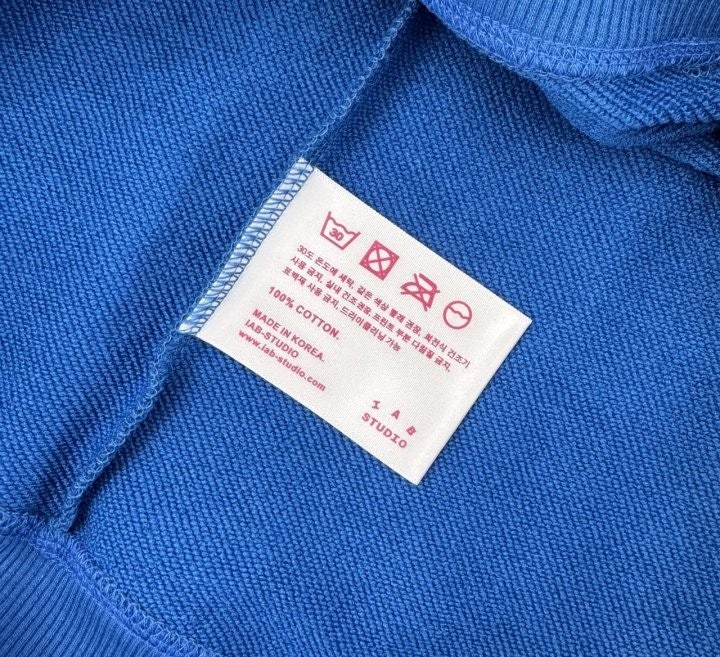 30
30도 온도에 세탁, 같은 색상 빨래 권장, 회전식 건조기
사용 금지, 실내 건조권장, 프린트 부분 다림질 금지,
표백제 사용 금지, 드라이클리닝 가능
100% COTTON.
MADE IN KOREA.
IAB-STUDIO
www.iab-studio.com
I A B
STUDIO